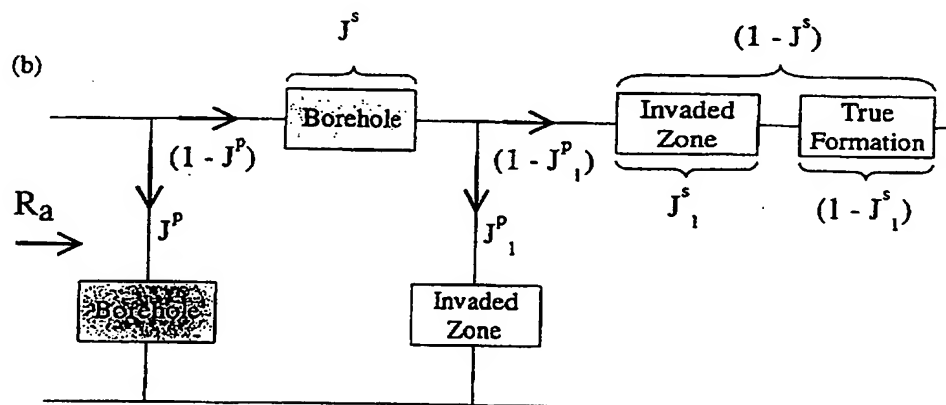 J^s
(1 - J^s)
(b)
Borehole
Invaded
Zone
True
Formation
(1 - J^p)
(1 - J^p_1)
J^s_1
(1 - J^s_1)
R_a
J^p
J^p_1
Borehole
Invaded
Zone